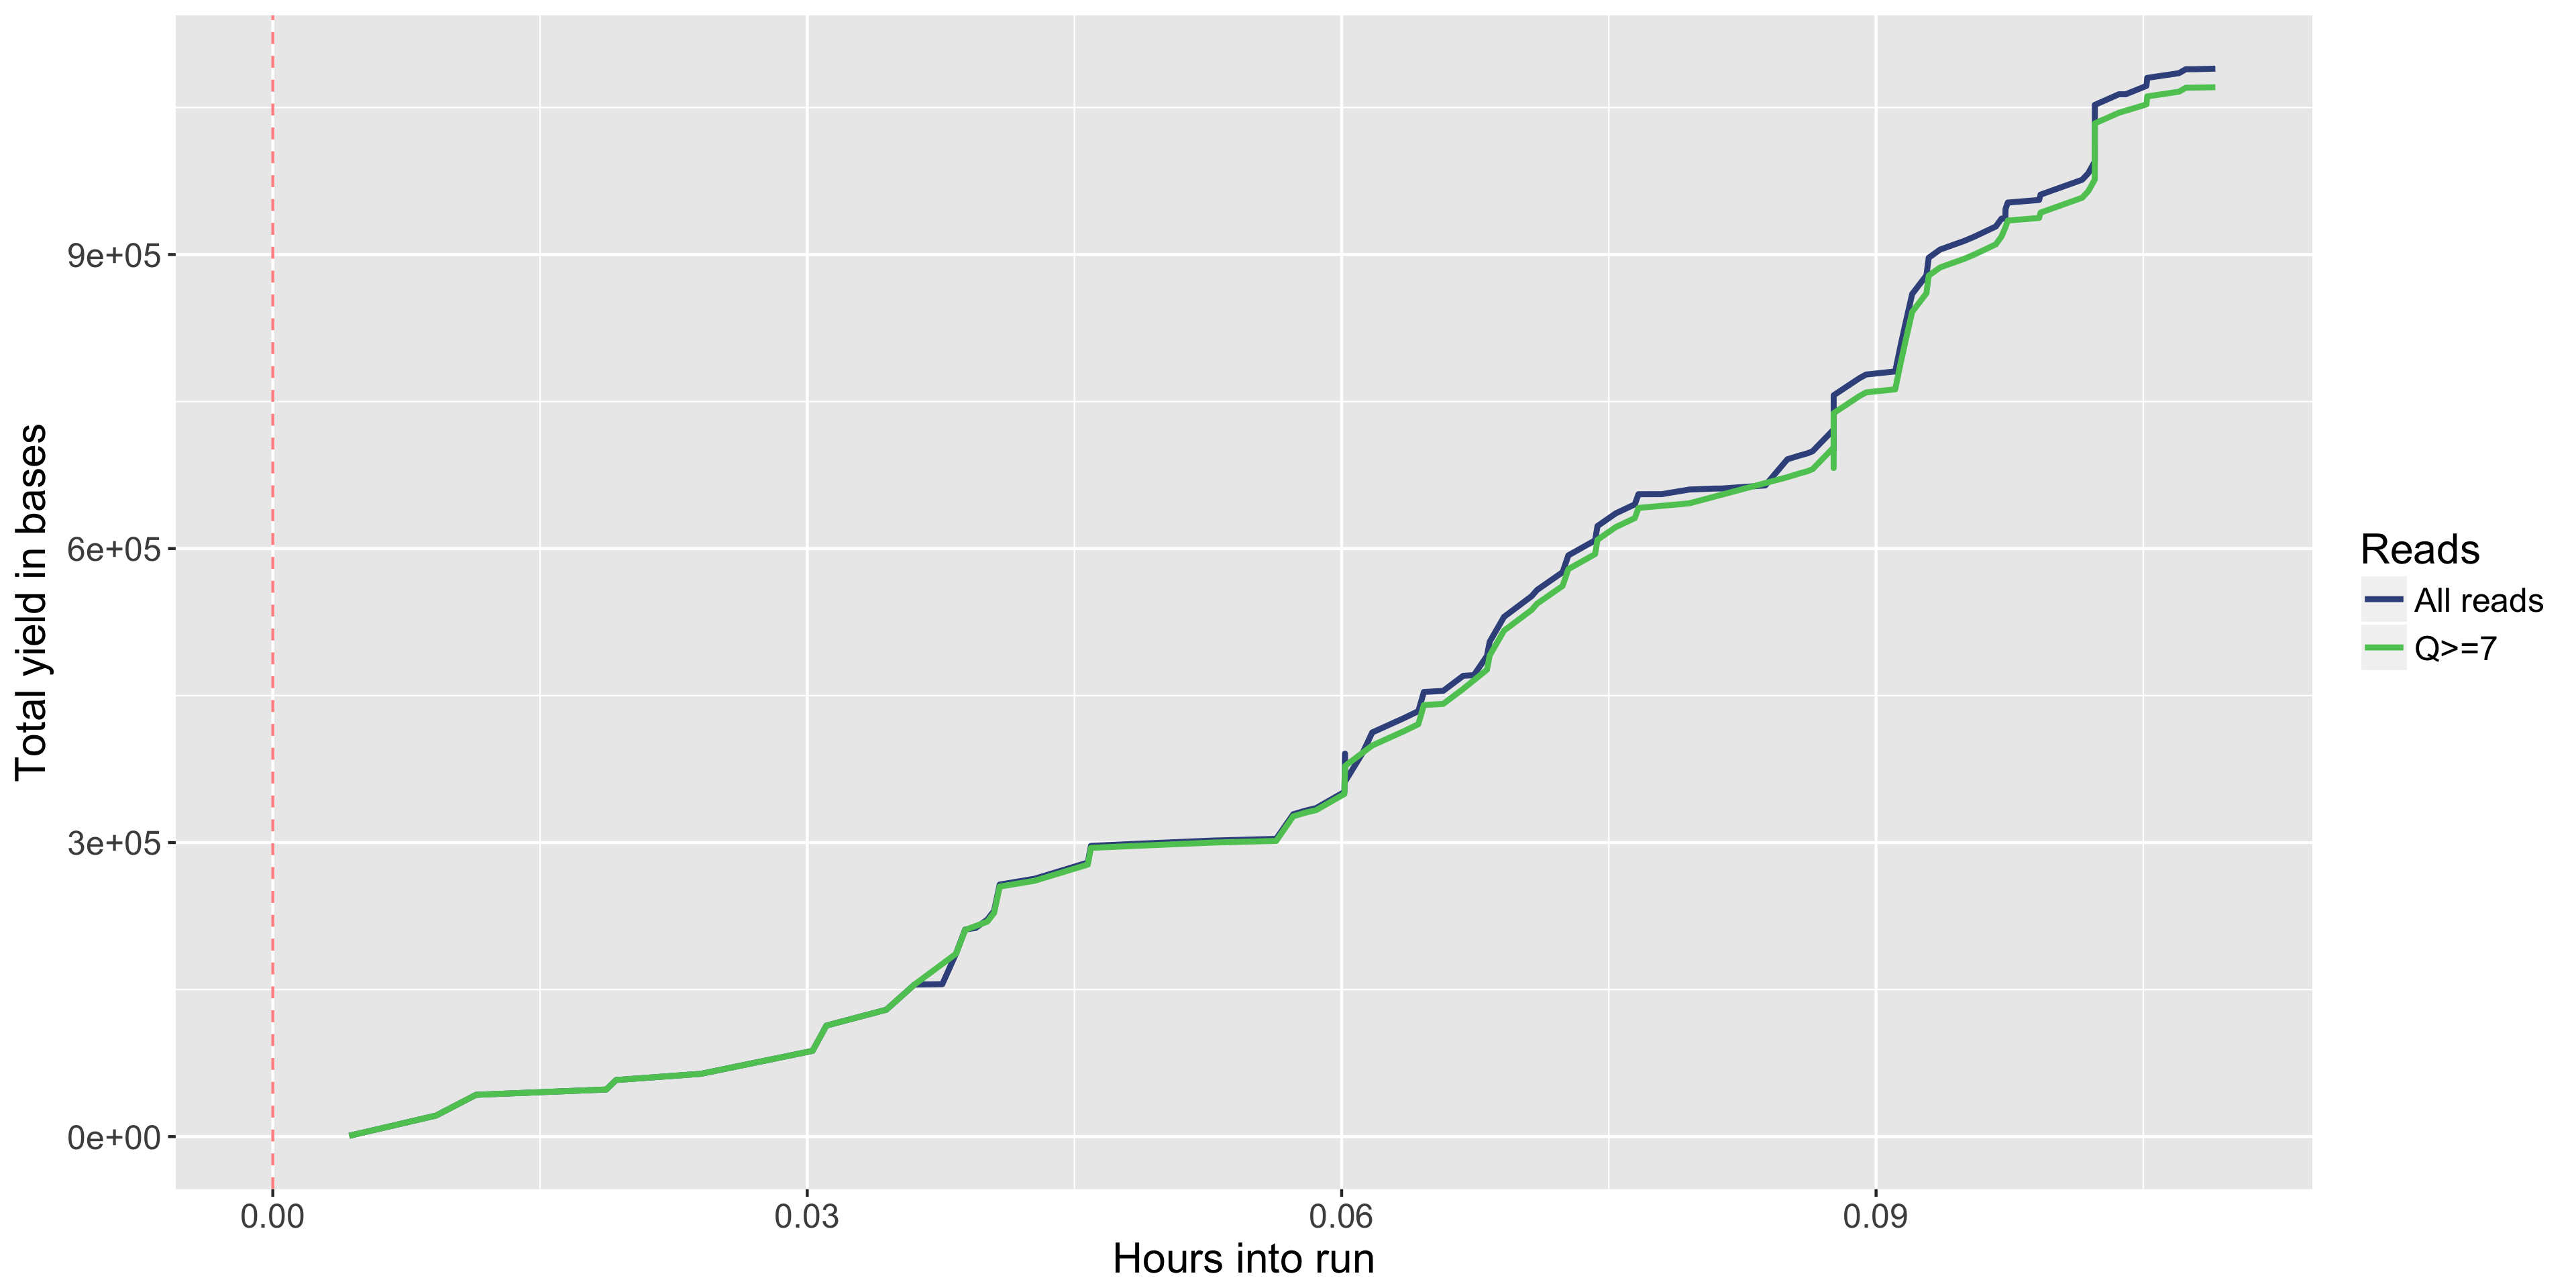 Total yield in bases
9e+05
6e+05
3e+05
0e+00
0.00
0.03
0.06
0.09
Hours into run
Reads
All reads
Q>=7